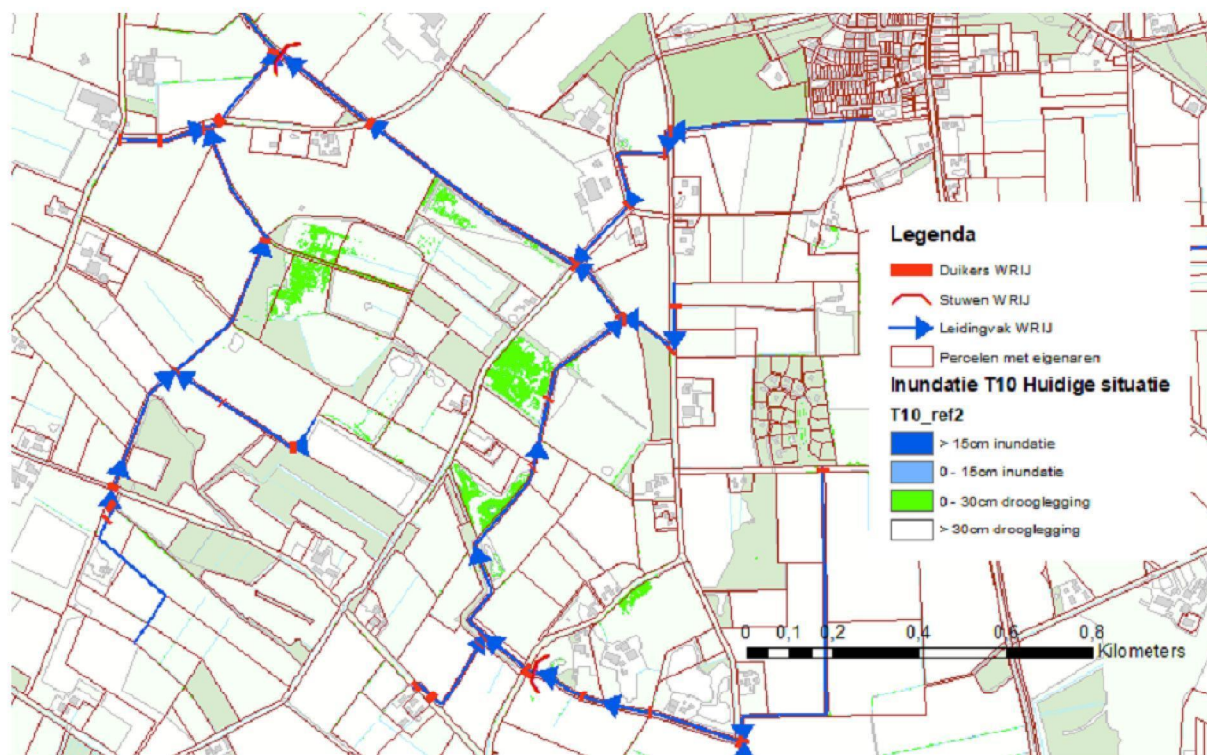 Legenda
Duikers WRIJ
Stuwen WRIJ
Leidingvak WRIJ
Percelen met eigenaren
Inundatie T10 Huidige situatie
T10_ref2
> 15cm inundatie
0 - 15cm inundatie
0 - 30cm drooglegging
> 30cm drooglegging
0 0,1 0,2 0,4 0,6 0,8
Kilometers